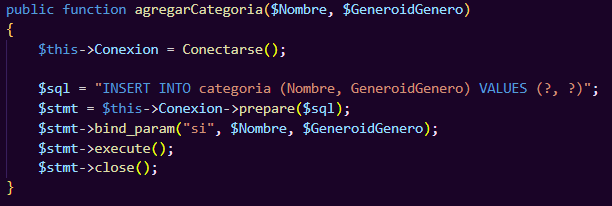 public function agregarCategoria($Nombre, $GeneroidGenero)
{
    $this->Conexion = Conectarse();

    $sql = "INSERT INTO categoria (Nombre, GeneroidGenero) VALUES (?, ?)";
    $stmt = $this->Conexion->prepare($sql);
    $stmt->bind_param("si", $Nombre, $GeneroidGenero);
    $stmt->execute();
    $stmt->close();
}